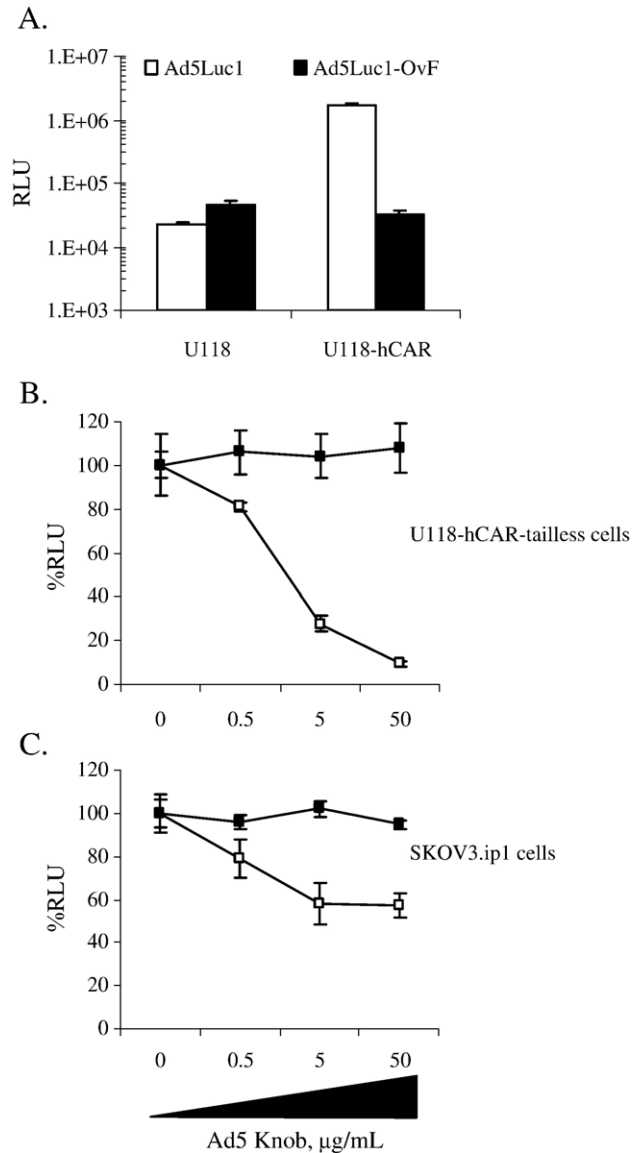 A.
1.E+07
1.E+06
1.E+05
1.E+04
1.E+03
RLU
Ad5Luc1
Ad5Luc1-OvF
U118
U118-hCAR
B.
120
100
80
60
40
20
0
%RLU
0
0.5
5
50
U118-hCAR-tailless cells
C.
120
100
80
60
40
20
0
%RLU
0
0.5
5
50
SKOV3.ip1 cells
Ad5 Knob, µg/mL